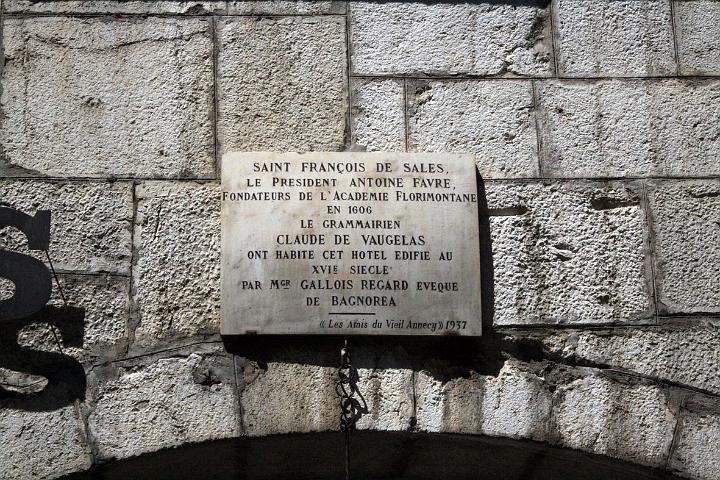 SAINT FRANÇOIS DE SALES,
LE PRESIDENT ANTOINE FAVRE,
FONDATEURS DE L'ACADEMIE FLORIMONTANE
EN 1606
LE GRAMMAIRIEN
CLAUDE DE VAUGELAS
ONT HABITE CET HOTEL EDIFIE AU
XVIE SIECLE
PAR MGR GALLOIS REGARD EVEQUE
DE BAGNOREA
«Les Amis du Vieil Annecy» 1937